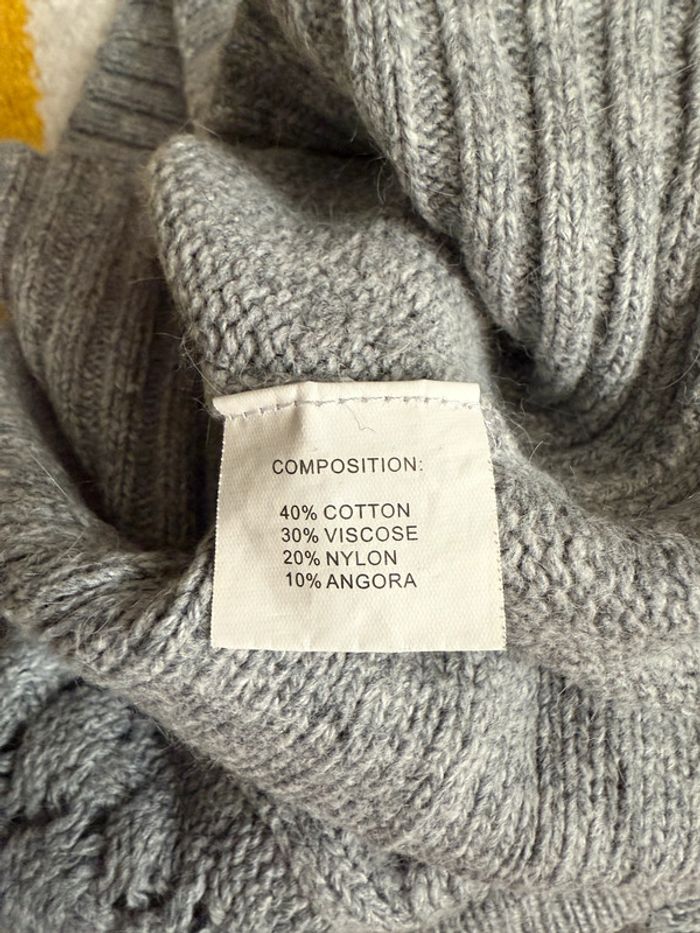 COMPOSITION:
40% COTTON
30% VISCOSE
20% NYLON
10% ANGORA